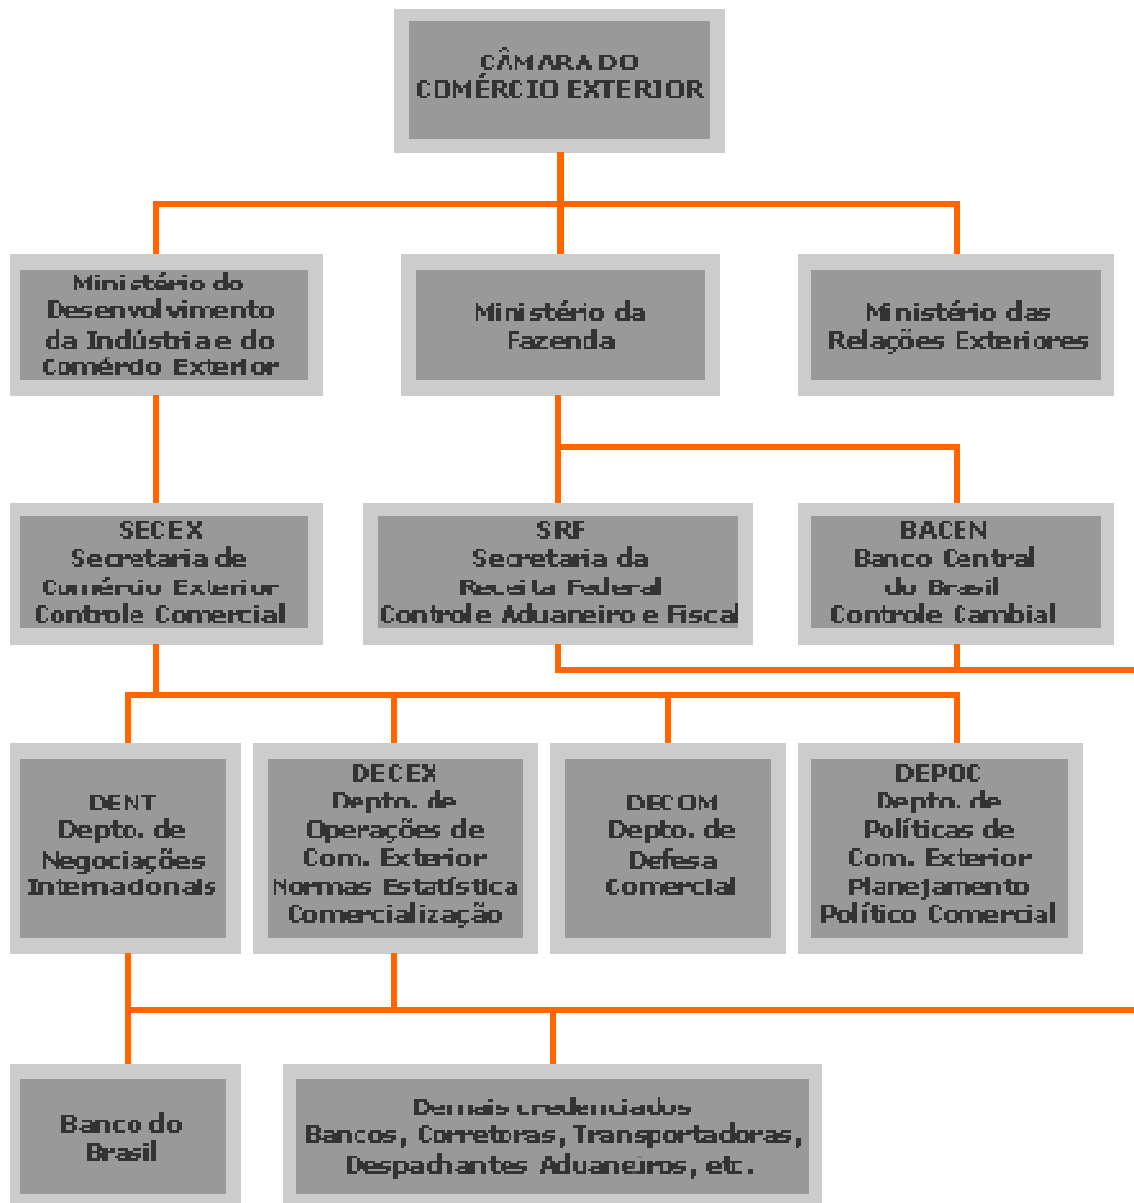 CÂMARA DO
COMÉRCIO EXTERIOR
Ministério do
Desenvolvimento
da Indústria e do
Comércio Exterior
Ministério da
Fazenda
Ministério das
Relações Exteriores
SECEX
Secretaria de
Comércio Exterior
Controle Comercial
SRF
Secretaria da
Receita Federal
Controle Aduaneiro e Fiscal
BACEN
Banco Central
do Brasil
Controle Cambial
DENT
Depto. de
Negociações
Internacionais
DECEX
Depto. de
Operações de
Com. Exterior
Normas Estatística
Comercialização
DECOM
Depto. de
Defesa
Comercial
DEPOC
Depto. de
Políticas de
Com. Exterior
Planejamento
Político Comercial
Banco do
Brasil
Demais credenciados
Bancos, Corretoras, Transportadoras,
Despachantes Aduaneiros, etc.